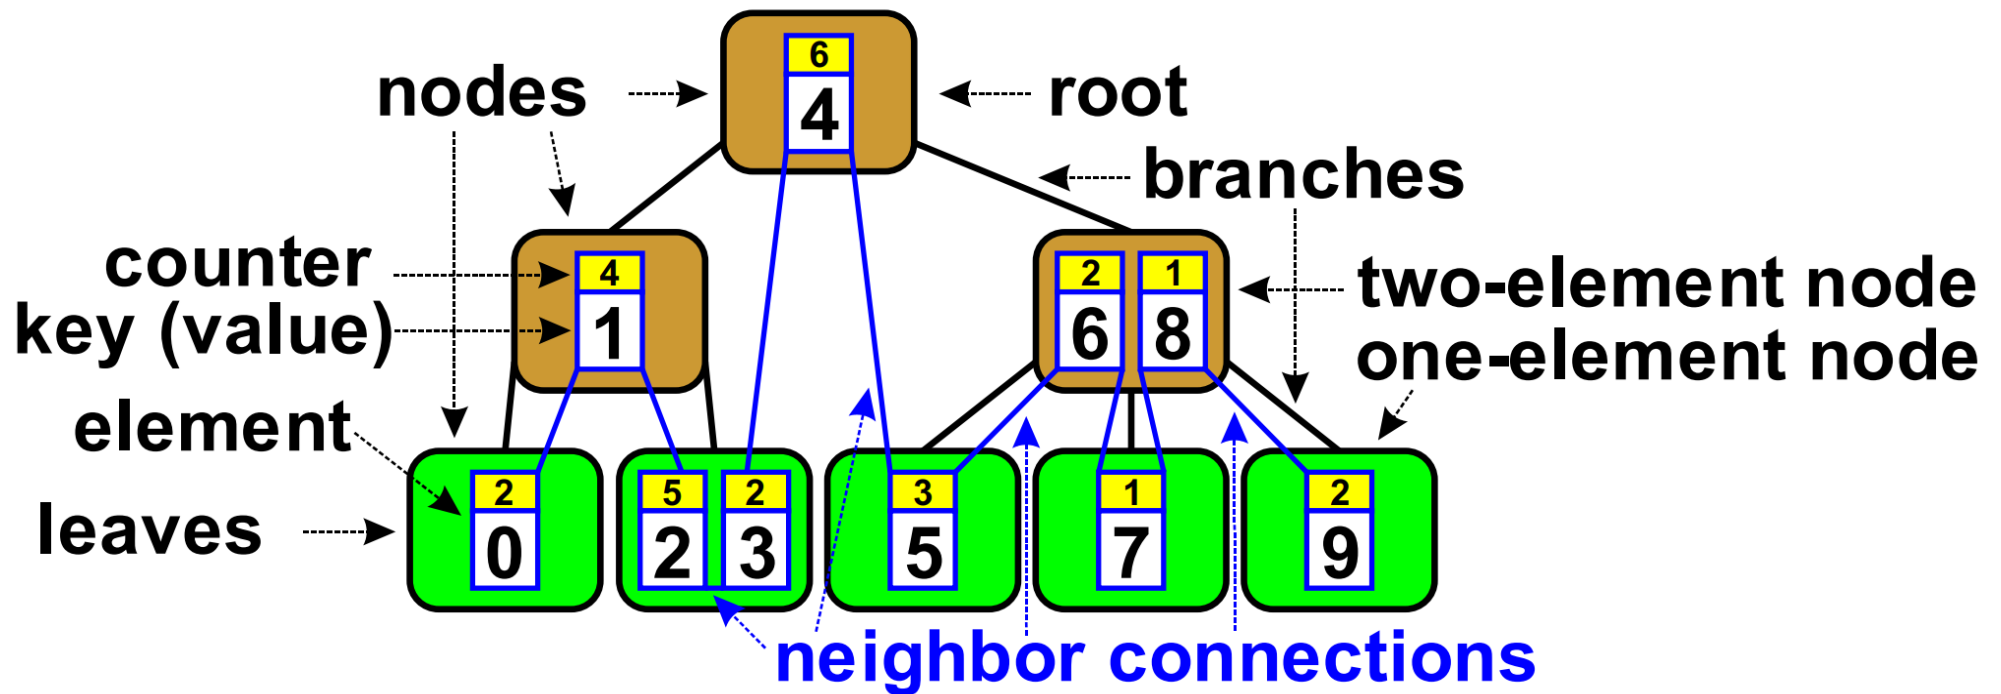 6
nodes
root
4
branches
counter
4
2
1
two-element node
key (value)
1
6
8
one-element node
element
2
5
2
3
1
2
leaves
0
2
3
5
7
9
neighbor connections